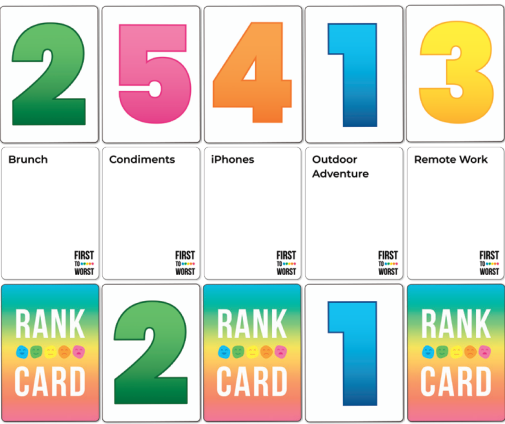 2 5 4 1 3
Brunch
Condiments
iPhones
Outdoor
Adventure
Remote Work
FIRST
TO
WORST
FIRST
TO
WORST
FIRST
TO
WORST
FIRST
TO
WORST
FIRST
TO
WORST
RANK
CARD
2
RANK
CARD
1
RANK
CARD